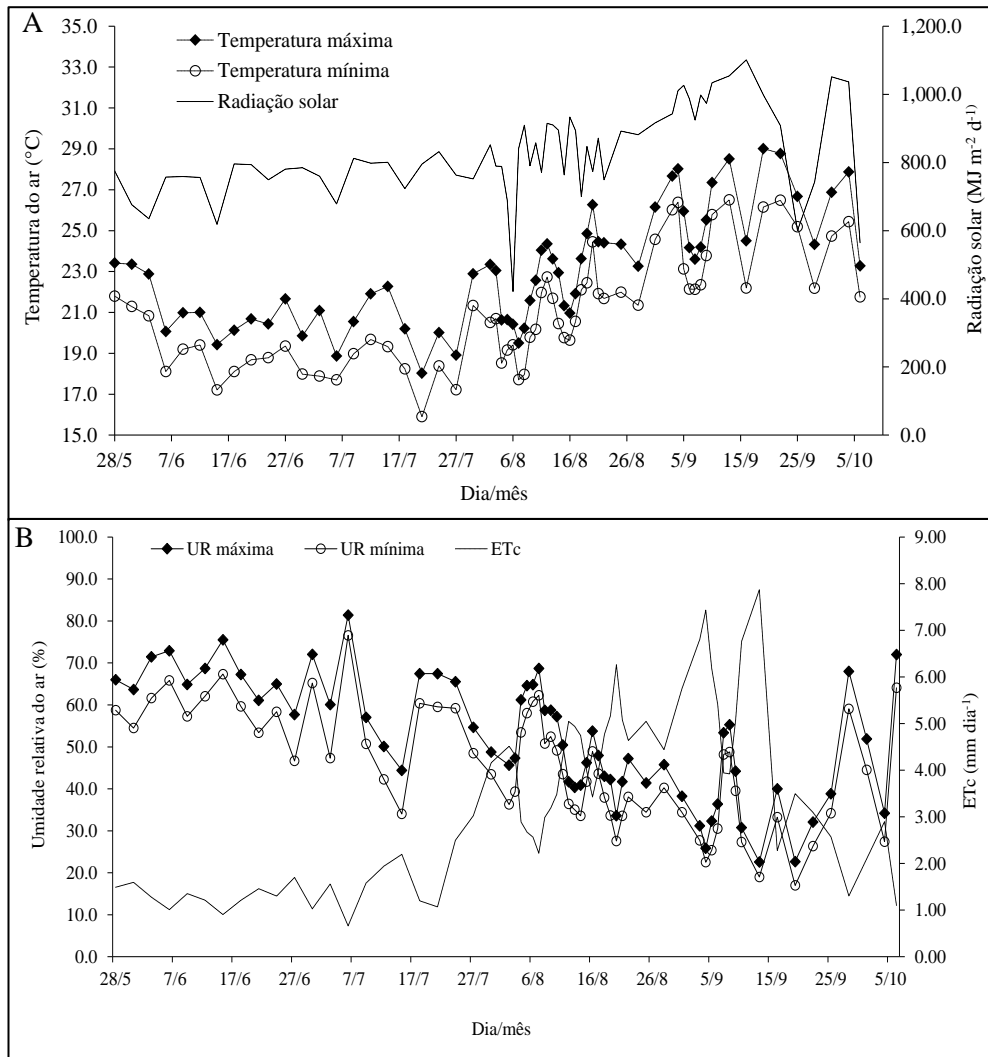 A
35.0
33.0
31.0
29.0
27.0
25.0
23.0
21.0
19.0
17.0
15.0
Temperatura do ar (°C)
Temperatura máxima
Temperatura mínima
Radiação solar
1,200.0
1,000.0
800.0
600.0
400.0
200.0
0.0
Radiação solar (MJ m⁻² d⁻¹)
28/5 7/6 17/6 27/6 7/7 17/7 27/7 6/8 16/8 26/8 5/9 15/9 25/9 5/10
Dia/mês
B
100.0
90.0
80.0
70.0
60.0
50.0
40.0
30.0
20.0
10.0
0.0
Umidade relativa do ar (%)
UR máxima UR mínima ETc
9.00
8.00
7.00
6.00
5.00
4.00
3.00
2.00
1.00
0.00
ETc (mm dia⁻¹)
28/5 7/6 17/6 27/6 7/7 17/7 27/7 6/8 16/8 26/8 5/9 15/9 25/9 5/10
Dia/mês